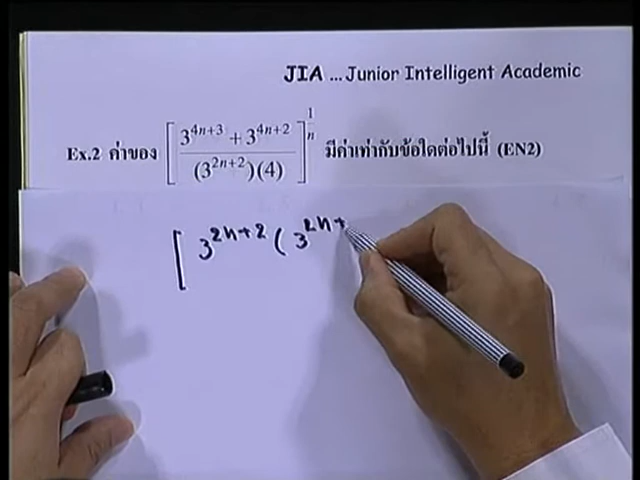 JIA ... Junior Intelligent Academic
Ex.2 ค่าของ [ (3^{4n+3} + 3^{4n+2}) / ((3^{2n+2})(4)) ]^{1/n} มีค่าเท่ากับข้อใดต่อไปนี้ (EN2)
[ 3^{2n+2} ( 3^{2n+